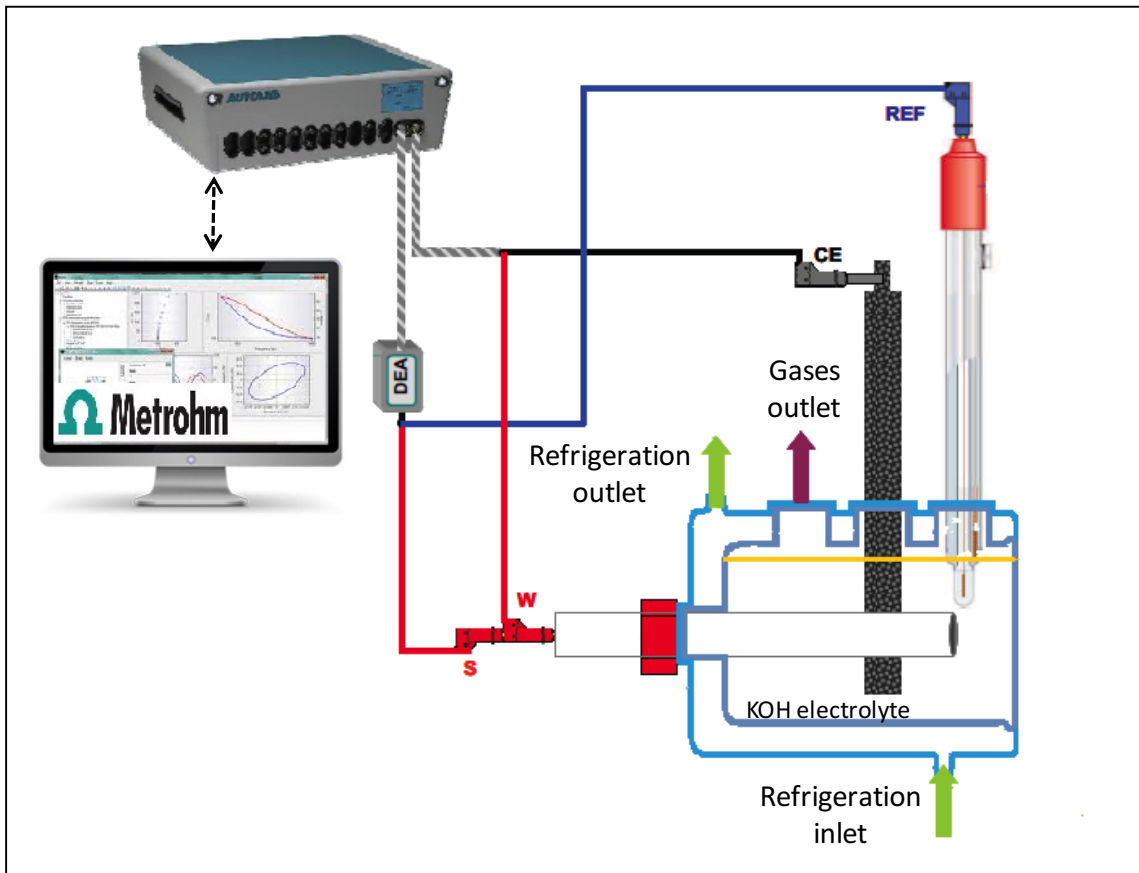 AUTOLAB
REF
CE
DEA
Gases
outlet
Ω Metrohm
Refrigeration
outlet
W
S
KOH electrolyte
Refrigeration
inlet